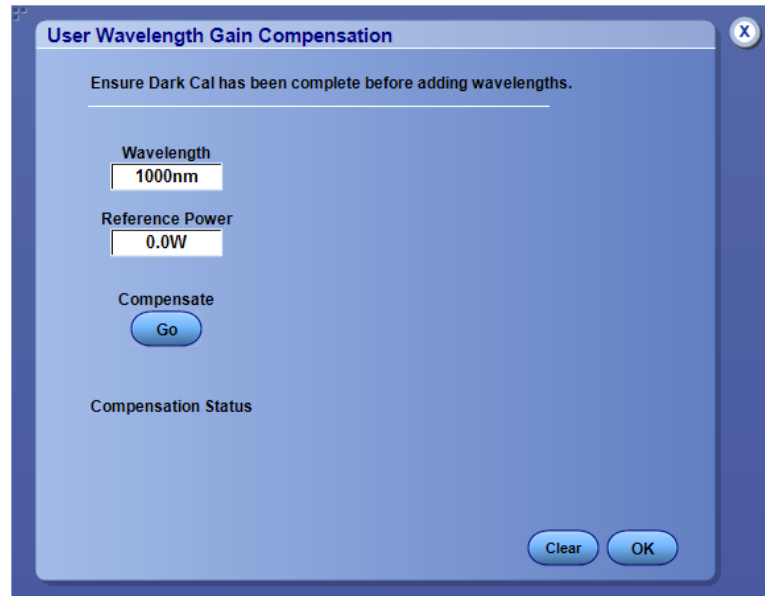 User Wavelength Gain Compensation
X
Ensure Dark Cal has been complete before adding wavelengths.
Wavelength
1000nm
Reference Power
0.0W
Compensate
Go
Compensation Status
Clear
OK